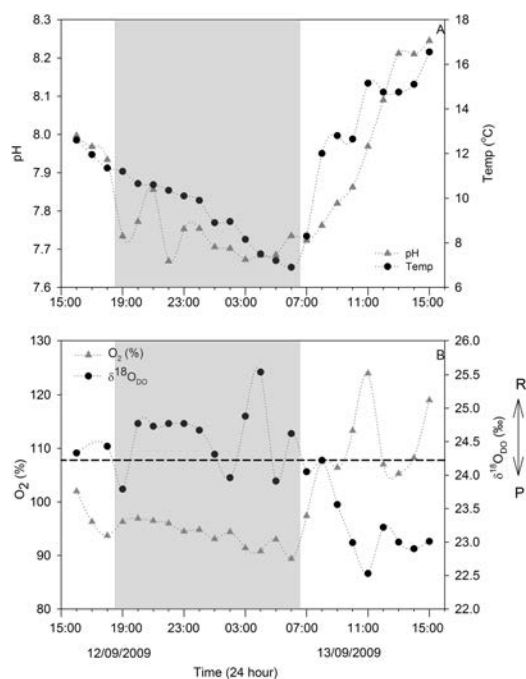 A
8.3
8.2
8.1
8.0
7.9
7.8
7.7
7.6
pH
18
16
14
12
10
8
6
Temp (°C)
pH
Temp
15:00 19:00 23:00 03:00 07:00 11:00 15:00
B
O2 (%)
δ18ODO
130
120
110
100
90
80
O2 (%)
26.0
25.5
25.0
24.5
24.0
23.5
23.0
22.5
22.0
δ18ODO (‰)
R
P
15:00 19:00 23:00 03:00 07:00 11:00 15:00
12/09/2009 13/09/2009
Time (24 hour)